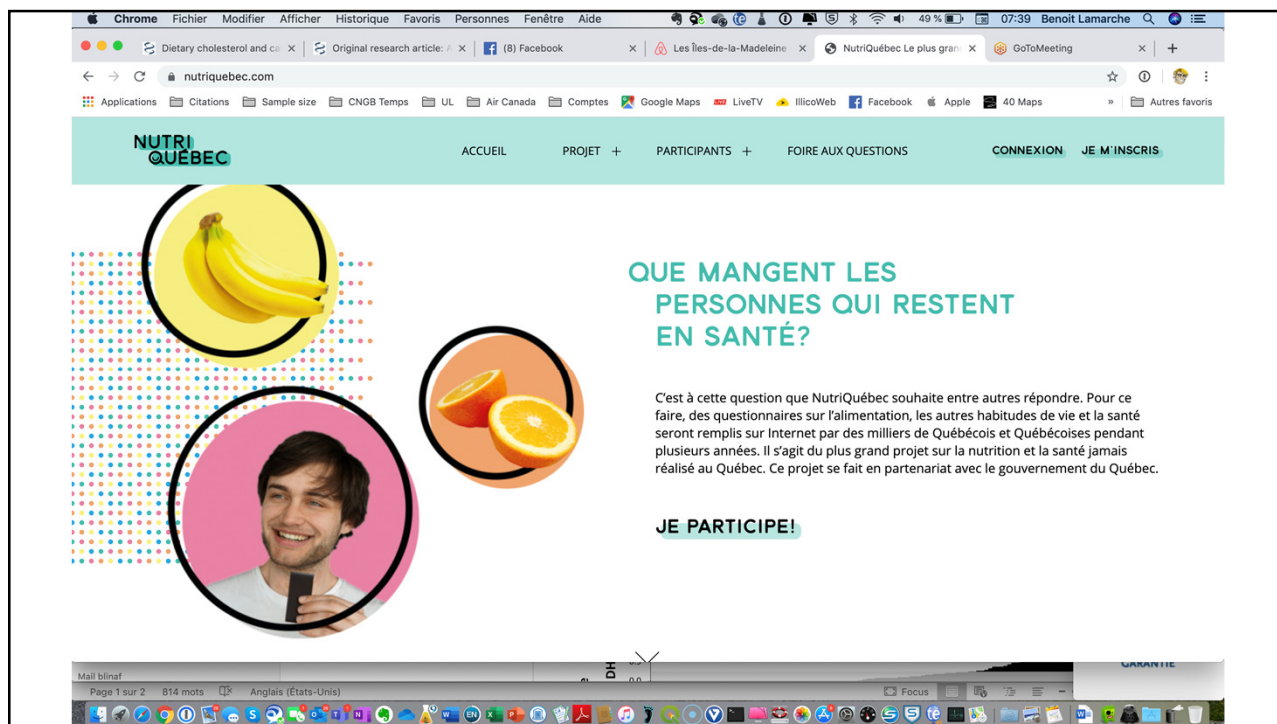 Chrome Fichier Modifier Afficher Historique Favoris Personnes Fenêtre Aide 49 % 07:39 Benoit Lamarche
Dietary cholesterol and ca Original research article: A (8) Facebook Les Îles-de-la-Madeleine NutriQuébec Le plus gran GoToMeeting
nutriquebec.com
Applications Citations Sample size CNGB Temps UL Air Canada Comptes Google Maps LiveTV IllicoWeb Facebook Apple 40 Maps » Autres favoris
NUTRI
QUÉBEC
ACCUEIL PROJET + PARTICIPANTS + FOIRE AUX QUESTIONS CONNEXION JE M'INSCRIS
QUE MANGENT LES
PERSONNES QUI RESTENT
EN SANTÉ?
C'est à cette question que NutriQuébec souhaite entre autres répondre. Pour ce
faire, des questionnaires sur l'alimentation, les autres habitudes de vie et la santé
seront remplis sur Internet par des milliers de Québécois et Québécoises pendant
plusieurs années. Il s'agit du plus grand projet sur la nutrition et la santé jamais
réalisé au Québec. Ce projet se fait en partenariat avec le gouvernement du Québec.
JE PARTICIPE!
GARANTIE
Mail blinaf
DH
0.0
Page 1 sur 2 814 mots Anglais (États-Unis) Focus